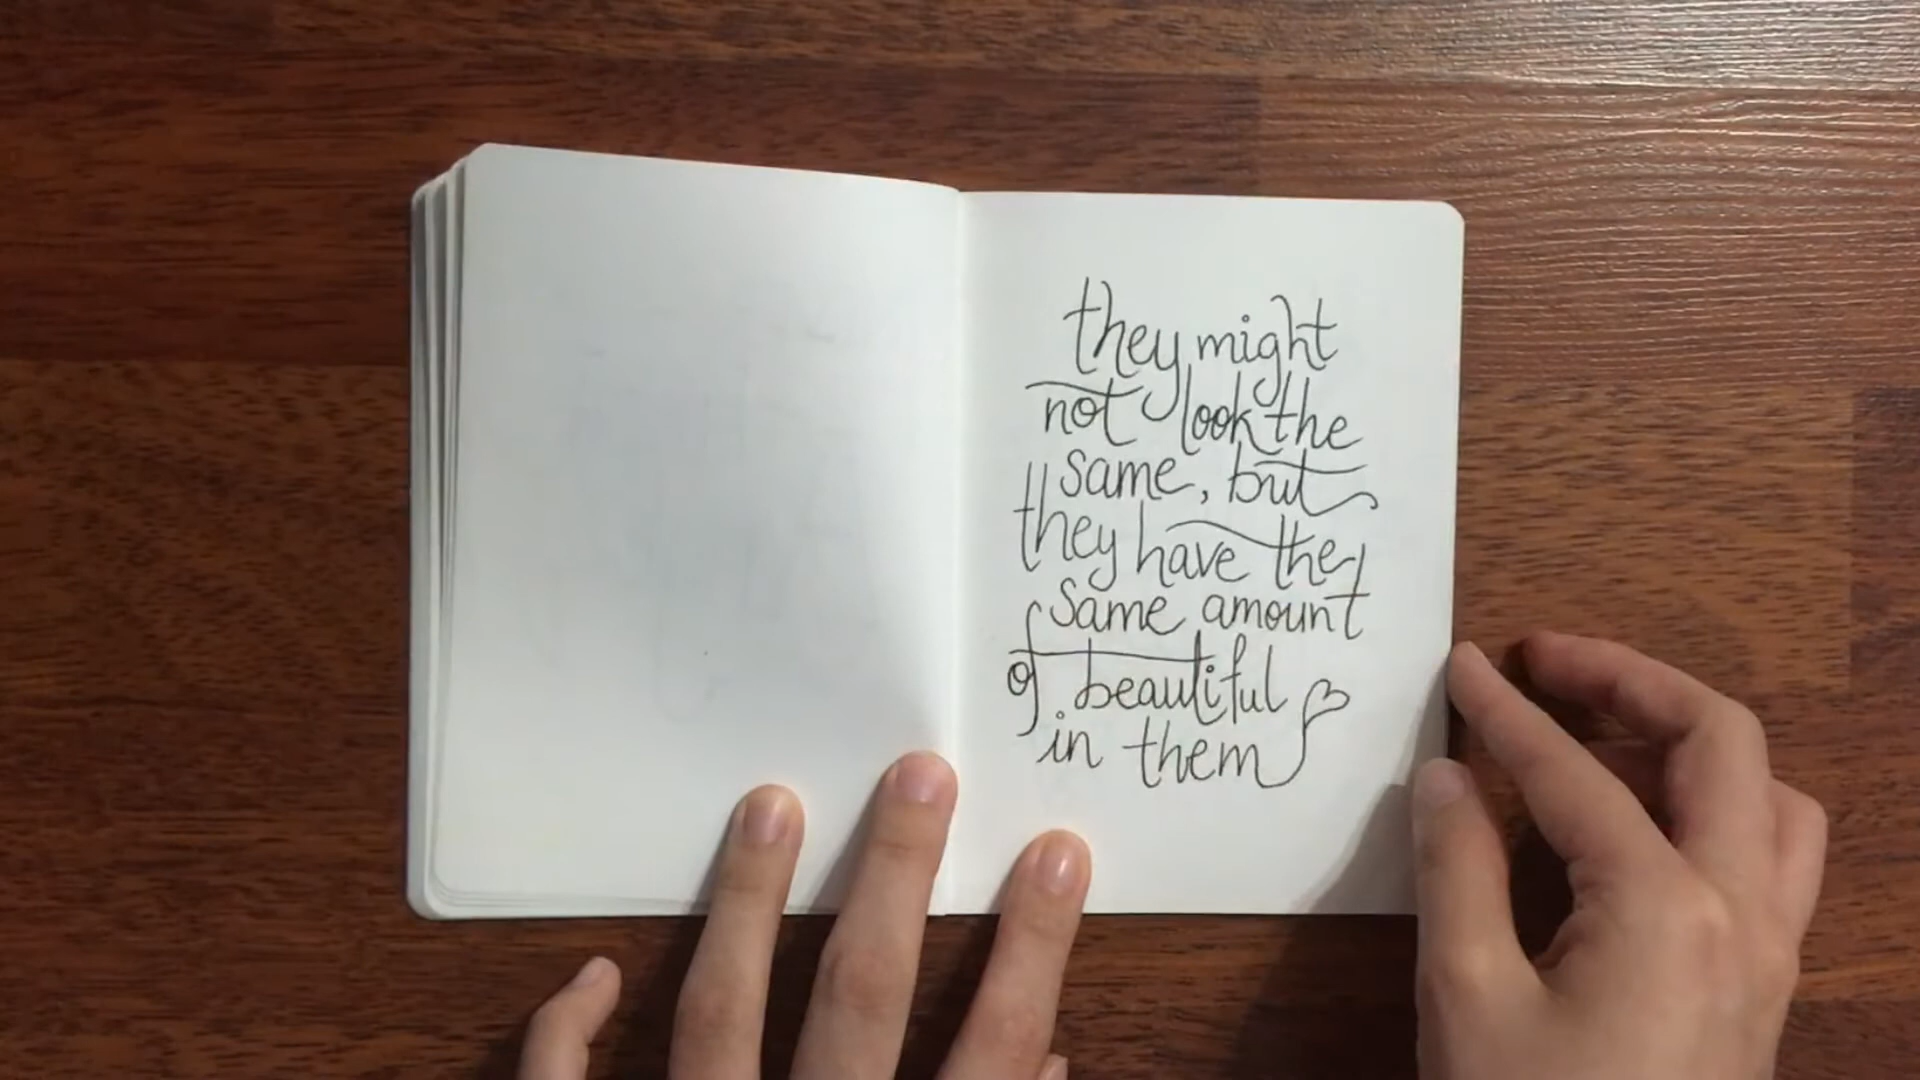 they might
not look the
same, but
they have the
same amount
of beautiful
in them